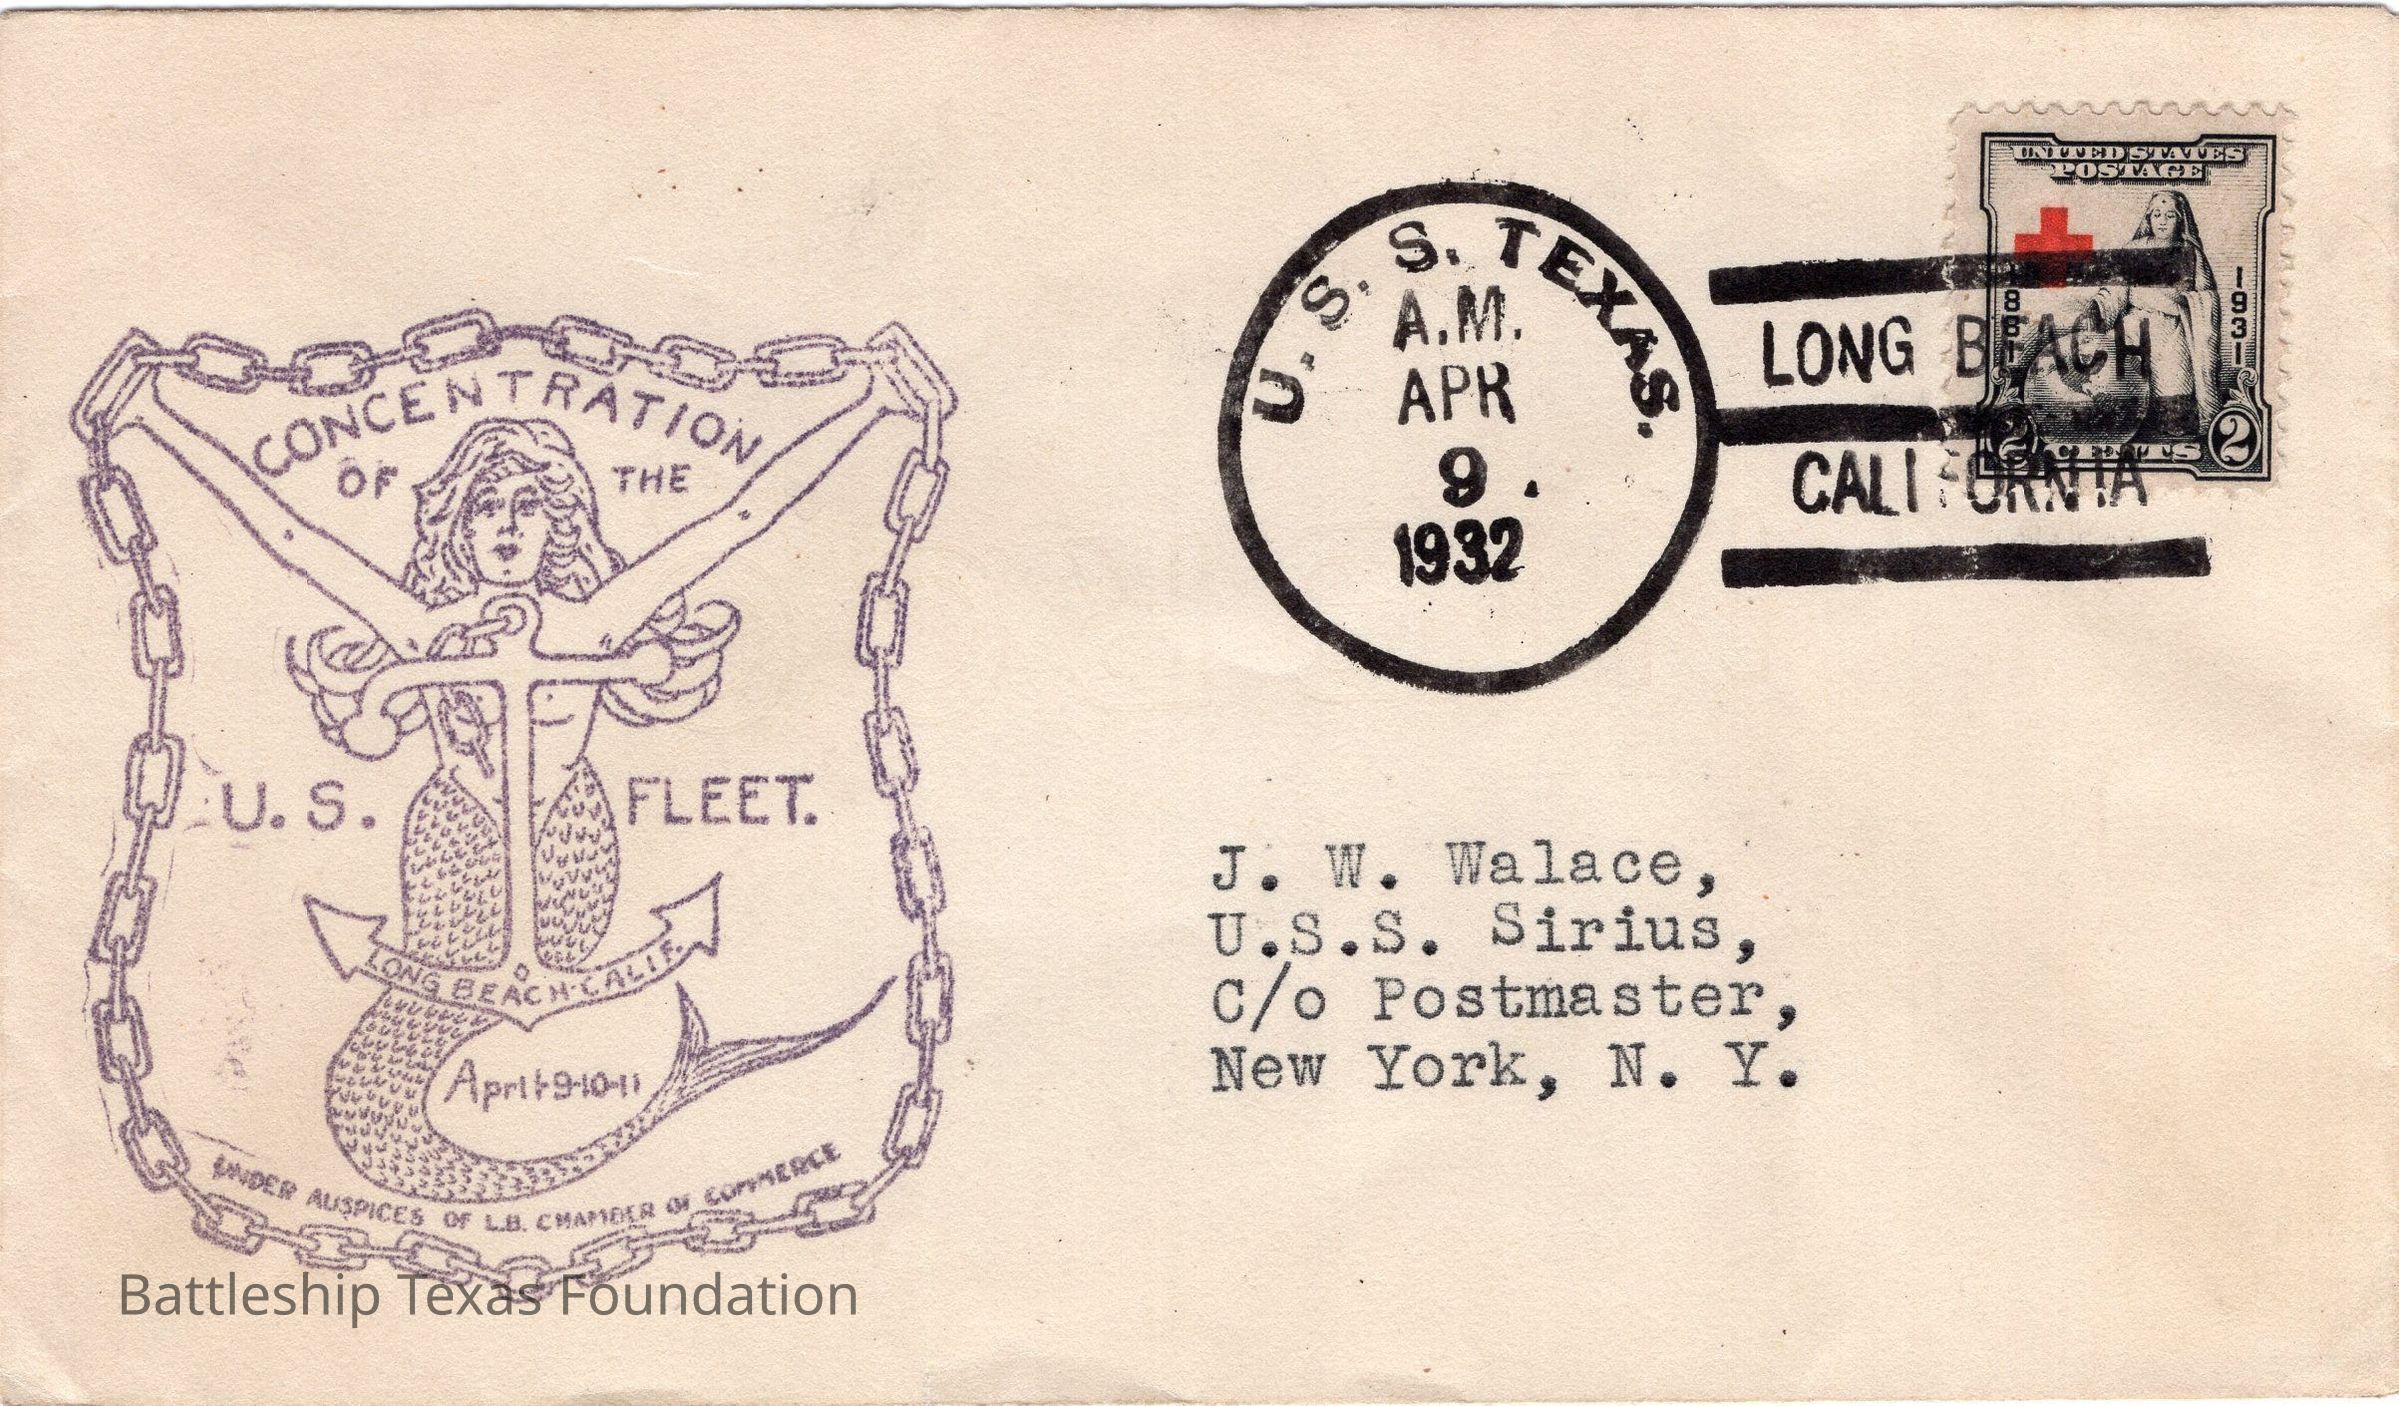 CONCENTRATION
OF THE
U.S. FLEET.
LONG BEACH-CALIF.
April-9-10-11
UNDER AUSPICES OF L.B. CHAMBER OF COMMERCE
Battleship Texas Foundation
U. S. S. TEXAS.
A.M.
APR
9
1932
LONG BEACH
CALIFORNIA
UNITED STATES
POSTAGE
1881
1931
2 CENTS 2
J. W. Walace,
U.S.S. Sirius,
C/o Postmaster,
New York, N. Y.